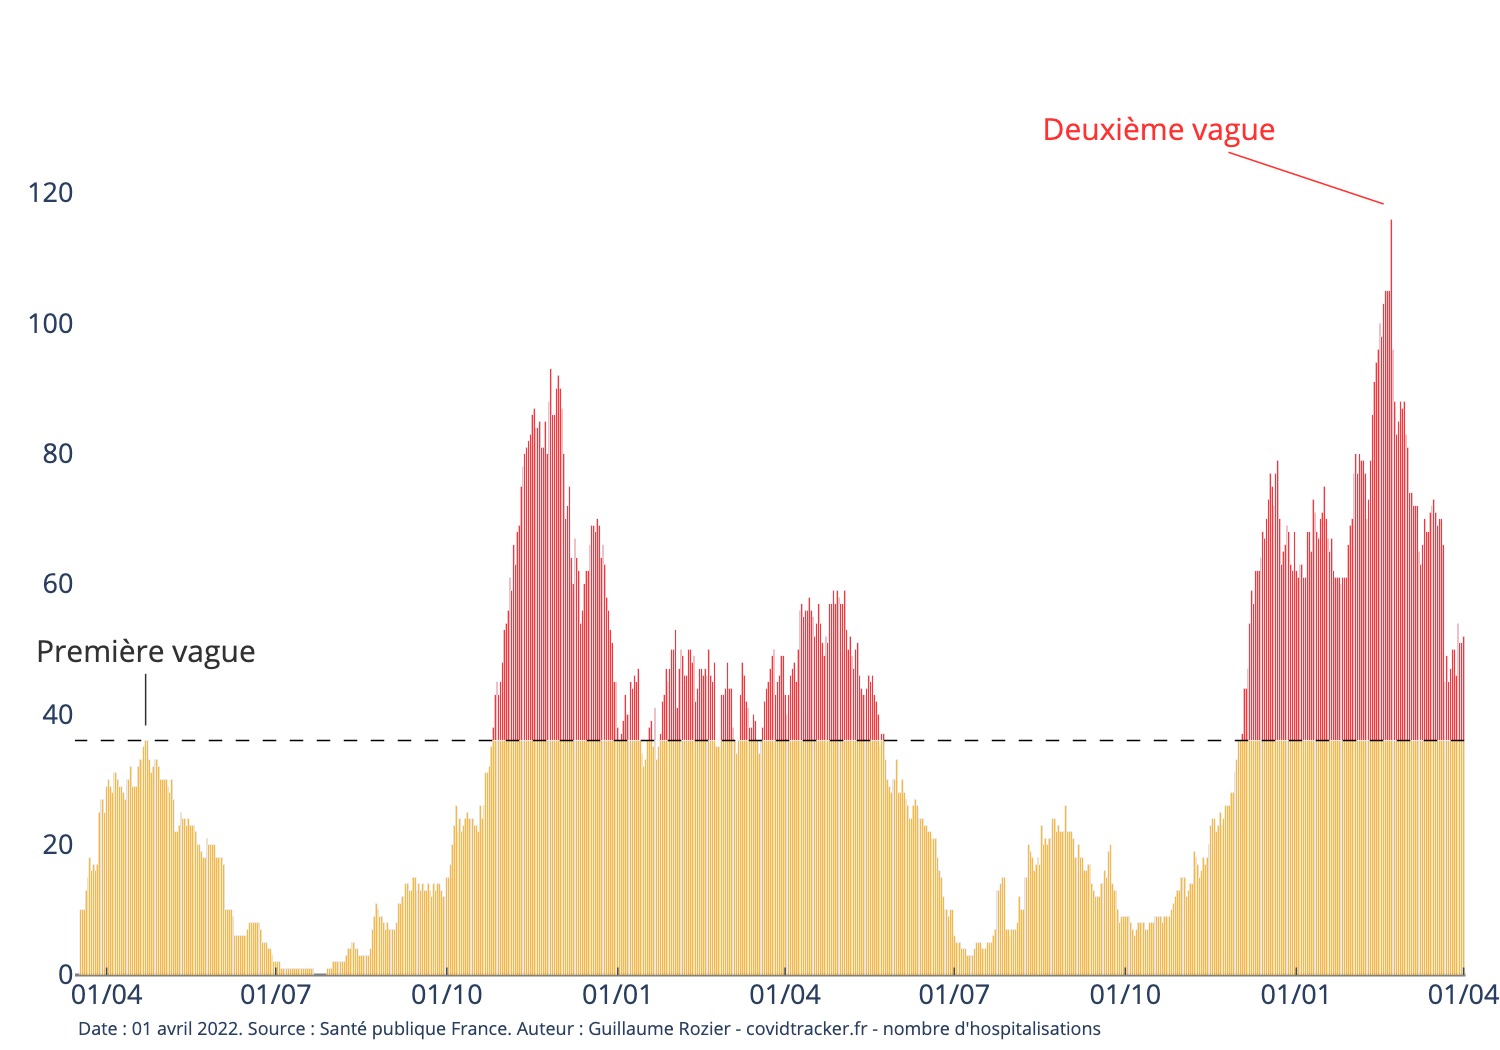 Deuxième vague
120
100
80
60
Première vague
40
20
0
01/04 01/07 01/10 01/01 01/04 01/07 01/10 01/01 01/04
Date : 01 avril 2022. Source : Santé publique France. Auteur : Guillaume Rozier - covidtracker.fr - nombre d'hospitalisations